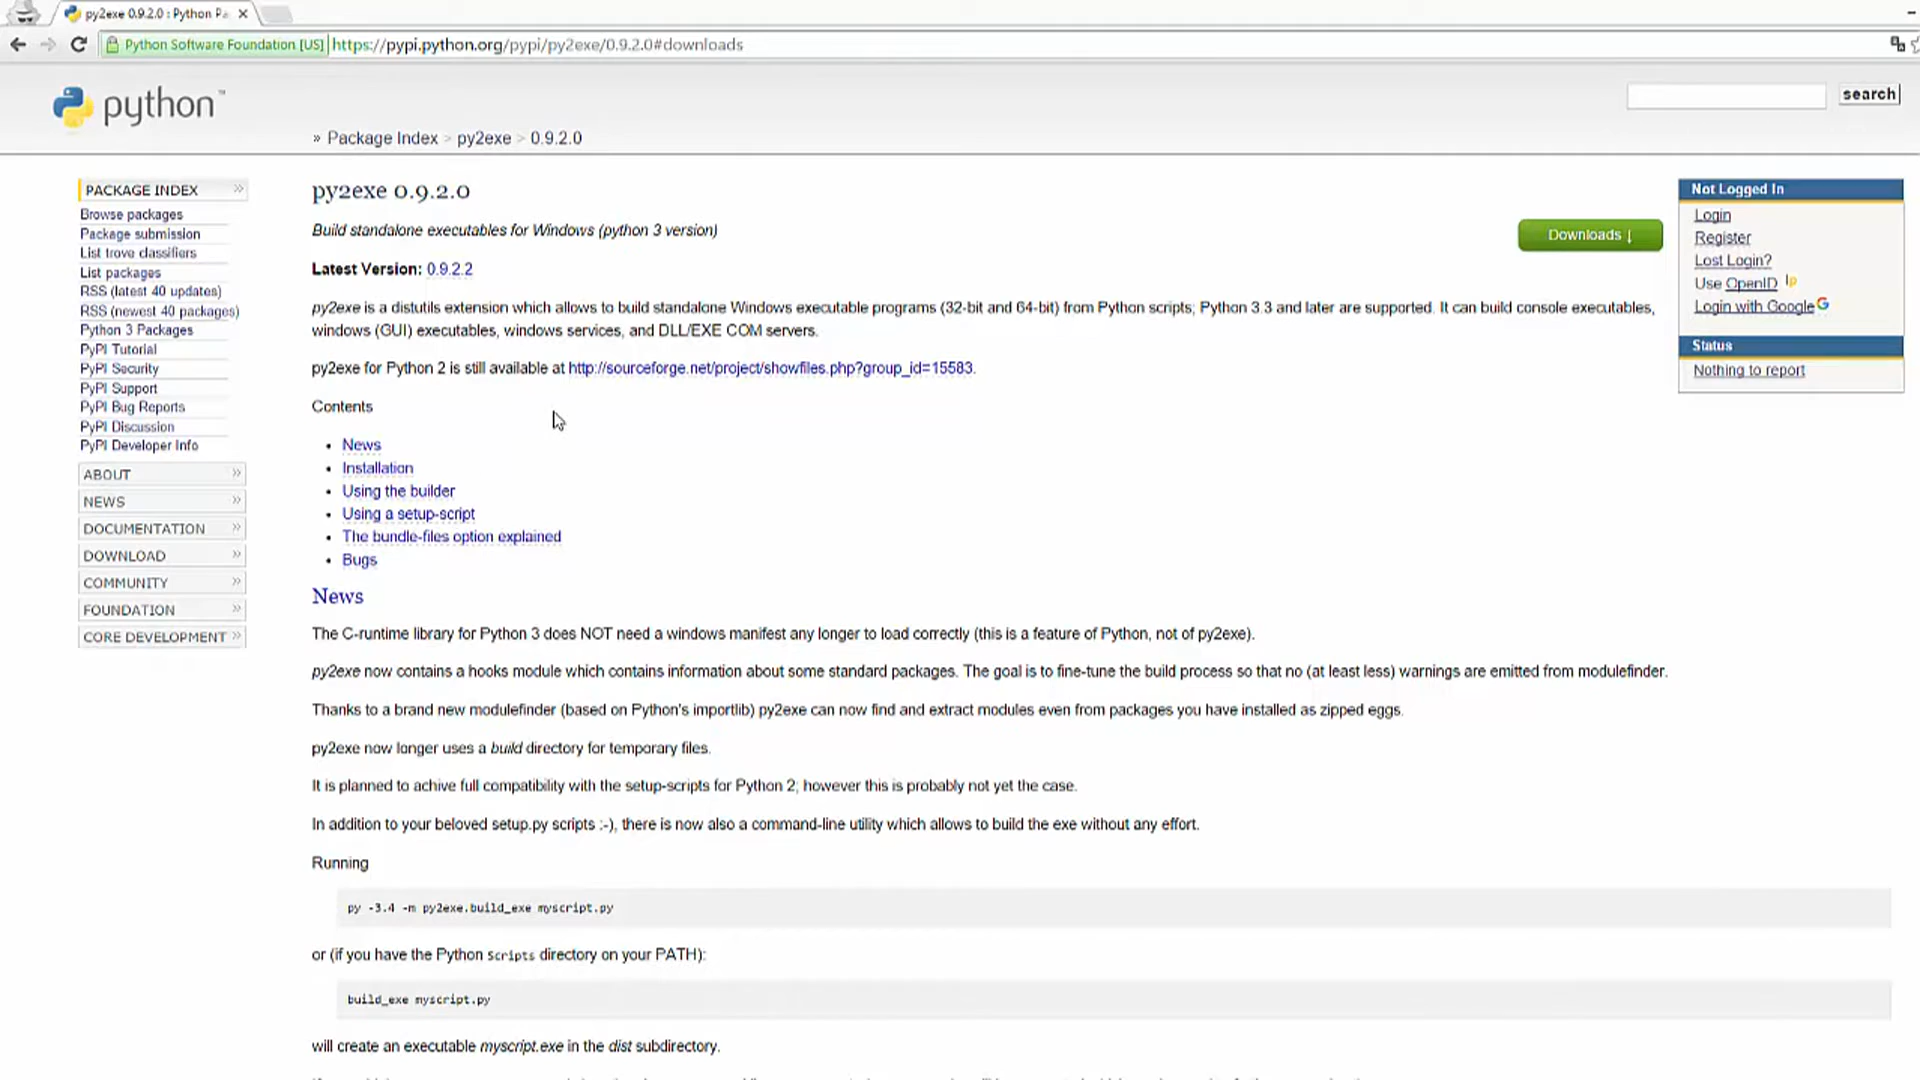 py2exe 0.9.2.0 : Python Pa
Python Software Foundation [US] https://pypi.python.org/pypi/py2exe/0.9.2.0#downloads
python™
search
» Package Index > py2exe > 0.9.2.0
PACKAGE INDEX »
Browse packages
Package submission
List trove classifiers
List packages
RSS (latest 40 updates)
RSS (newest 40 packages)
Python 3 Packages
PyPI Tutorial
PyPI Security
PyPI Support
PyPI Bug Reports
PyPI Discussion
PyPI Developer Info
ABOUT »
NEWS »
DOCUMENTATION »
DOWNLOAD »
COMMUNITY »
FOUNDATION »
CORE DEVELOPMENT »
py2exe 0.9.2.0
Build standalone executables for Windows (python 3 version)
Downloads ↓
Latest Version: 0.9.2.2
py2exe is a distutils extension which allows to build standalone Windows executable programs (32-bit and 64-bit) from Python scripts; Python 3.3 and later are supported. It can build console executables,
windows (GUI) executables, windows services, and DLL/EXE COM servers.
py2exe for Python 2 is still available at http://sourceforge.net/project/showfiles.php?group_id=15583.
Contents
• News
• Installation
• Using the builder
• Using a setup-script
• The bundle-files option explained
• Bugs
News
The C-runtime library for Python 3 does NOT need a windows manifest any longer to load correctly (this is a feature of Python, not of py2exe).
py2exe now contains a hooks module which contains information about some standard packages. The goal is to fine-tune the build process so that no (at least less) warnings are emitted from modulefinder.
Thanks to a brand new modulefinder (based on Python's importlib) py2exe can now find and extract modules even from packages you have installed as zipped eggs.
py2exe now longer uses a build directory for temporary files.
It is planned to achive full compatibility with the setup-scripts for Python 2; however this is probably not yet the case.
In addition to your beloved setup.py scripts :-), there is now also a command-line utility which allows to build the exe without any effort.
Running
py -3.4 -m py2exe.build_exe myscript.py
or (if you have the Python Scripts directory on your PATH):
build_exe myscript.py
will create an executable myscript.exe in the dist subdirectory.
Not Logged In
Login
Register
Lost Login?
Use OpenID
Login with Google
Status
Nothing to report